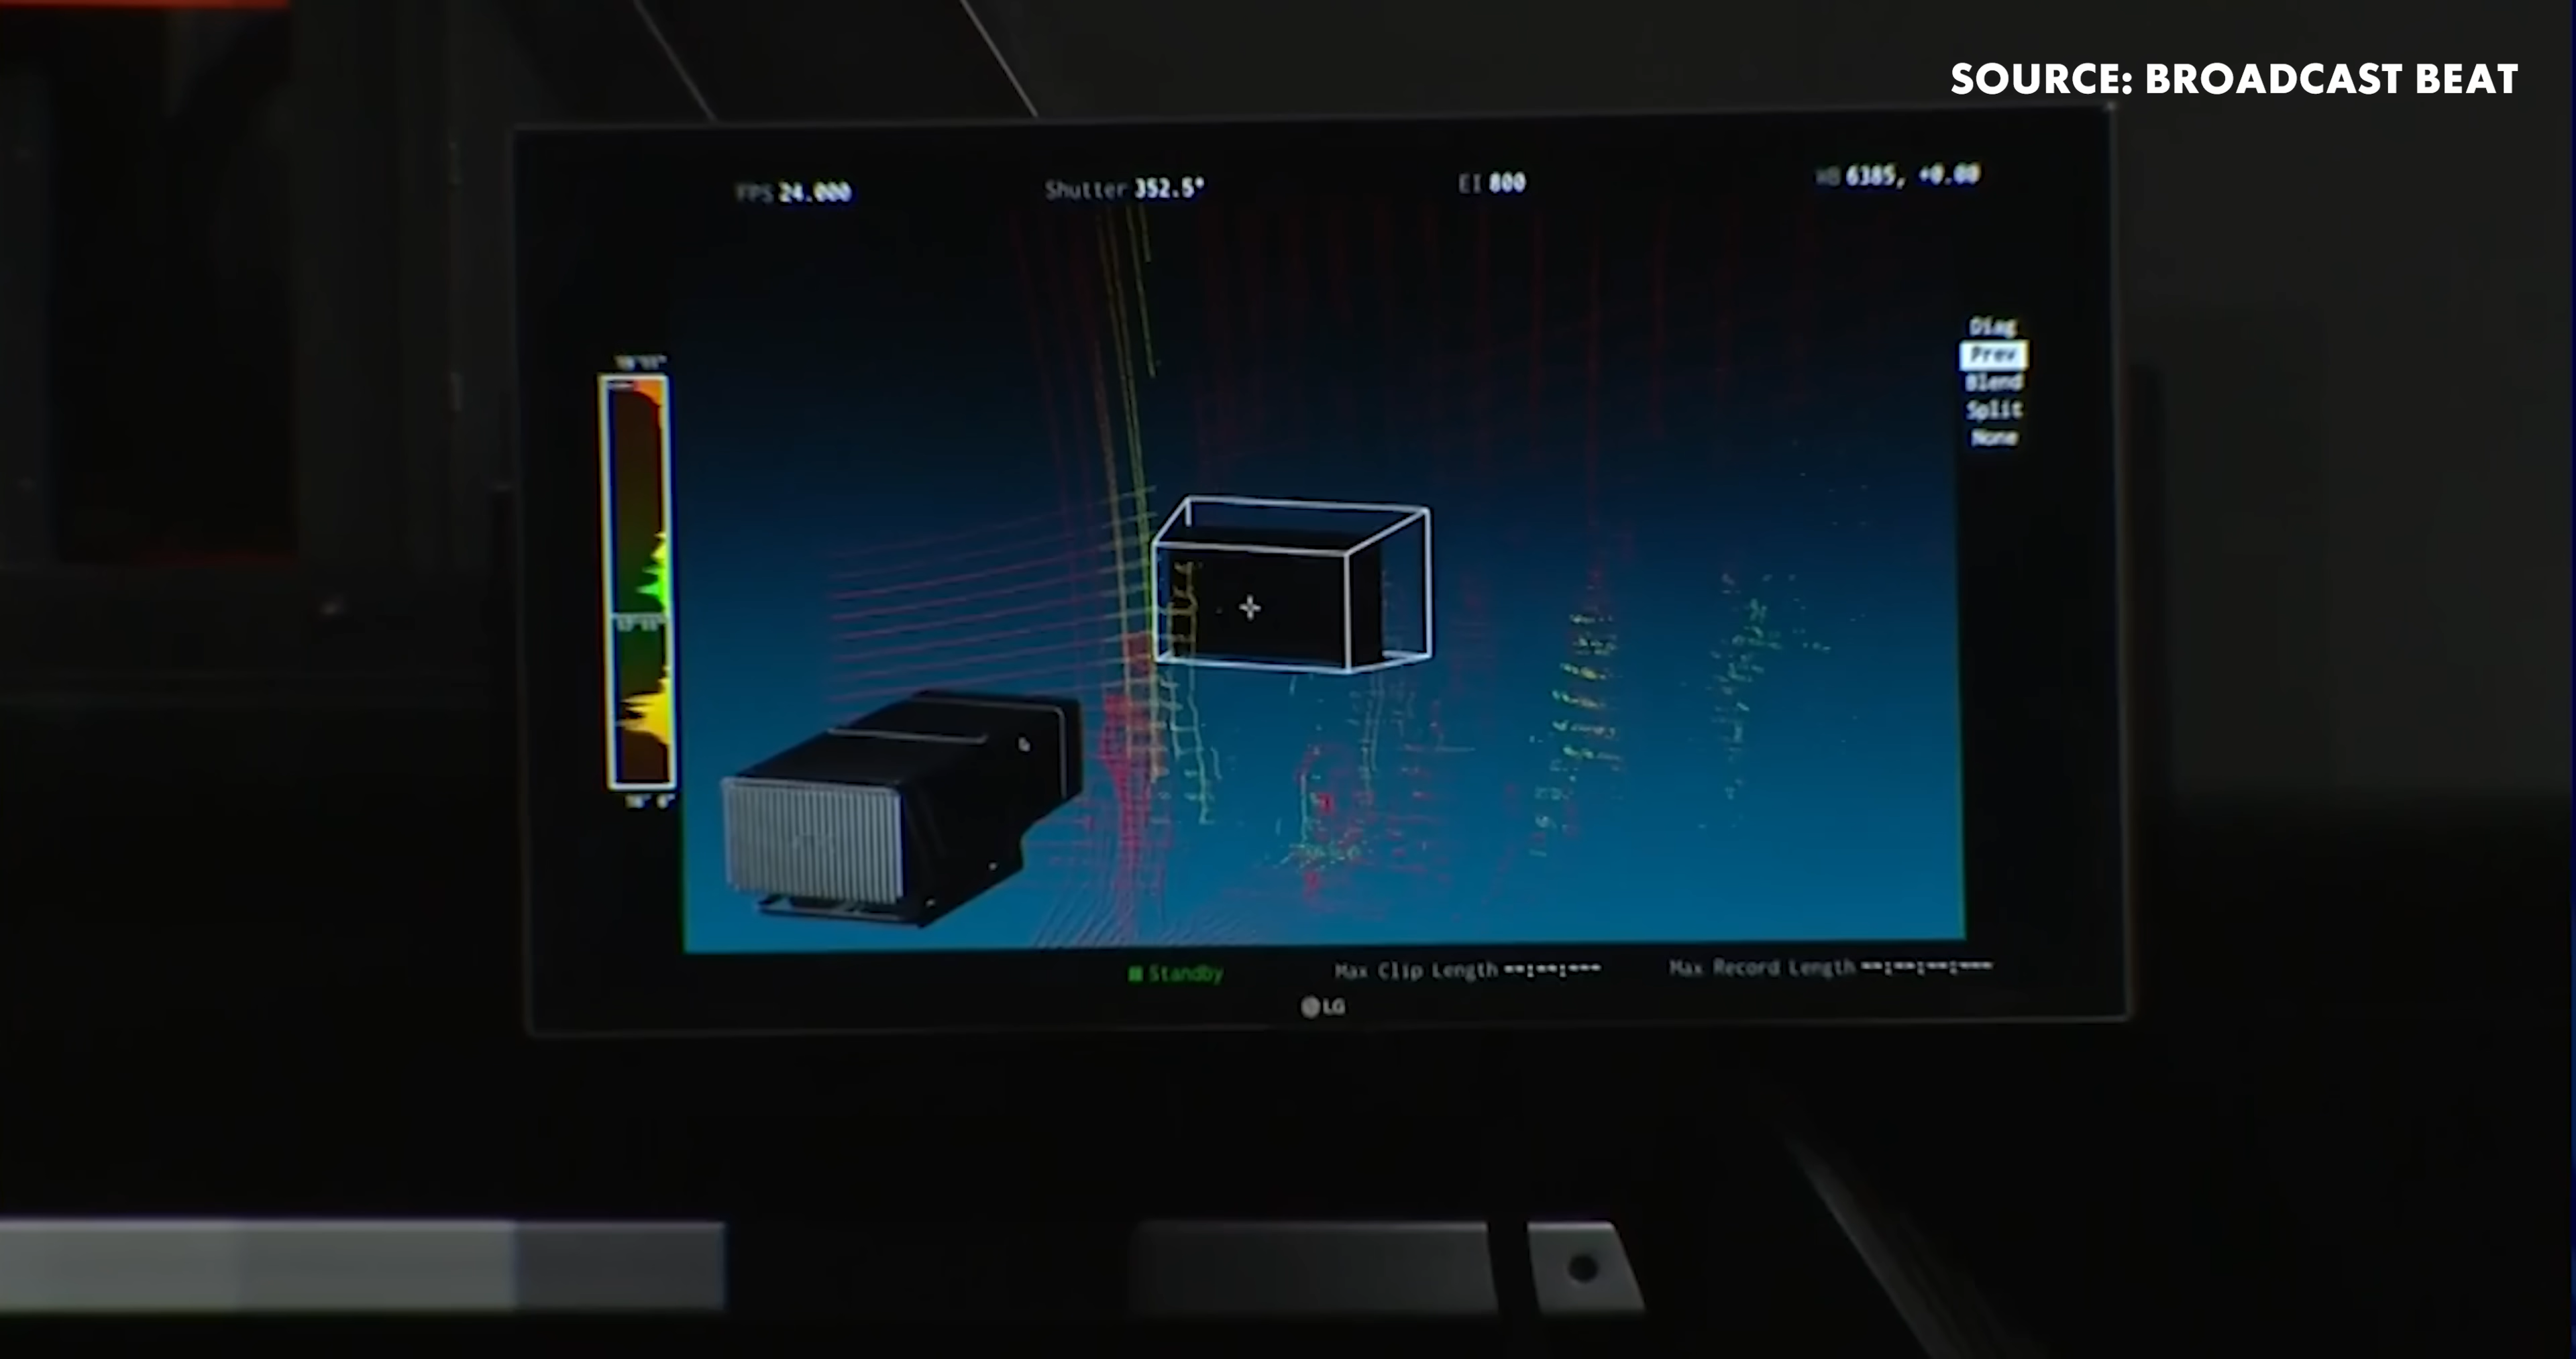 SOURCE: BROADCAST BEAT
FPS 24.000 Shutter 352.5° EI 800 WB 6385, +0.00
Diag
Prev
Blend
Split
None
Standby Max Clip Length --:--:--- Max Record Length --:--:--:---
LG